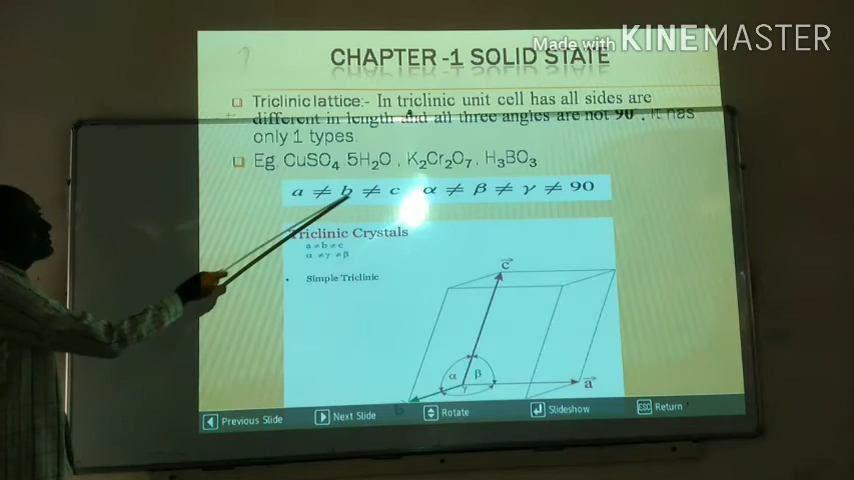 Made with KINEMASTER
CHAPTER -1 SOLID STATE
Triclinic lattice:- In triclinic unit cell has all sides are
different in length and all three angles are not 90°. It has
only 1 types.
Eg. CuSO₄ 5H₂O , K₂Cr₂O₇, H₃BO₃
a ≠ b ≠ c α ≠ β ≠ γ ≠ 90
Triclinic Crystals
a ≠ b ≠ c
α ≠ γ ≠ β
• Simple Triclinic
c
α β
γ
a
b
Previous Slide Next Slide Rotate Slideshow ESC Return